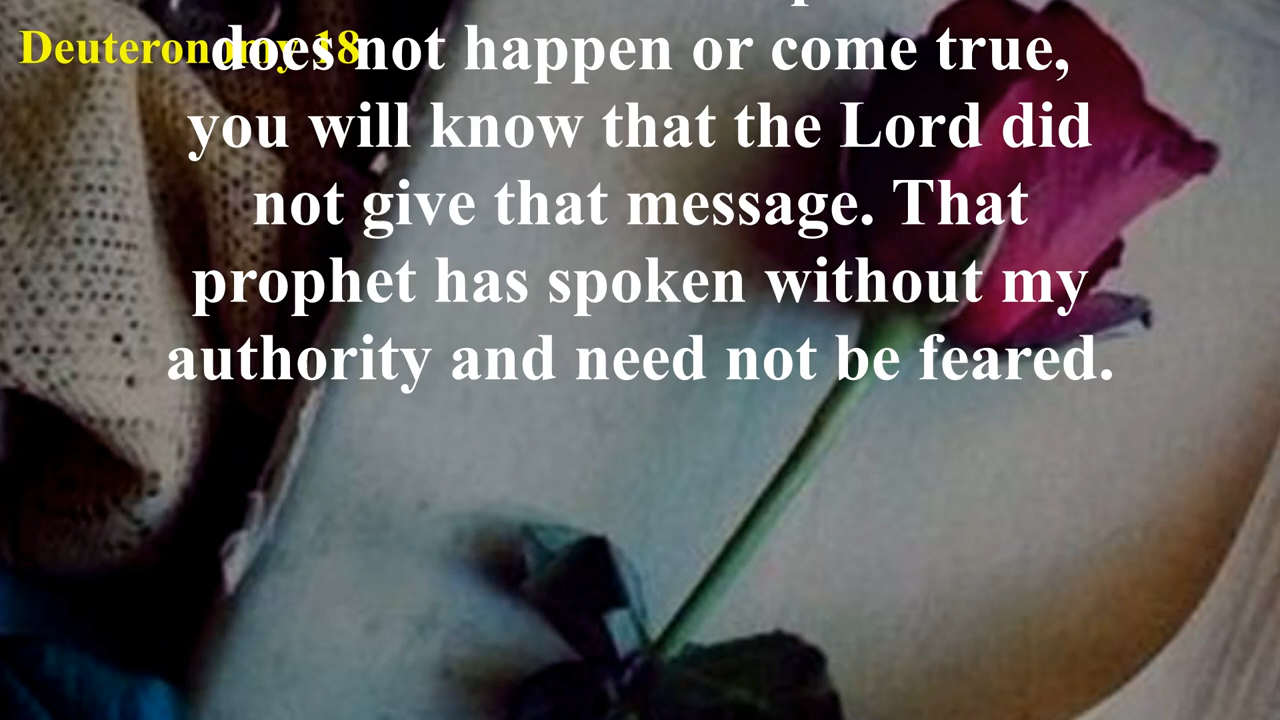 Deuteronomy 18
does not happen or come true,
you will know that the Lord did
not give that message. That
prophet has spoken without my
authority and need not be feared.